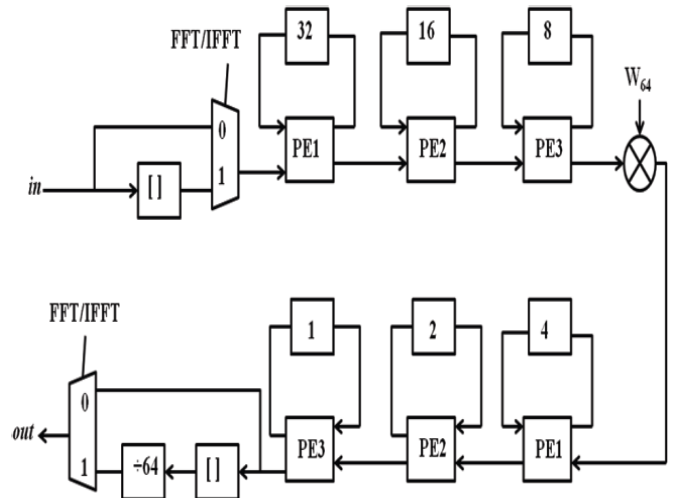 FFT/IFFT
32
16
8
W64
0
1
PE1
PE2
PE3
in
[ ]
FFT/IFFT
1
2
4
0
1
out
÷64
[ ]
PE3
PE2
PE1